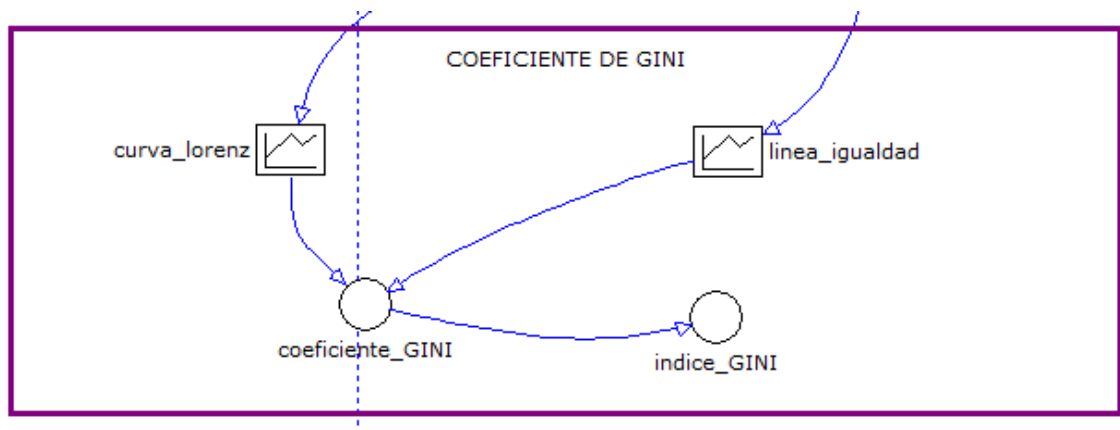 COEFICIENTE DE GINI
curva_lorenz
linea_igualdad
coeficiente_GINI
indice_GINI